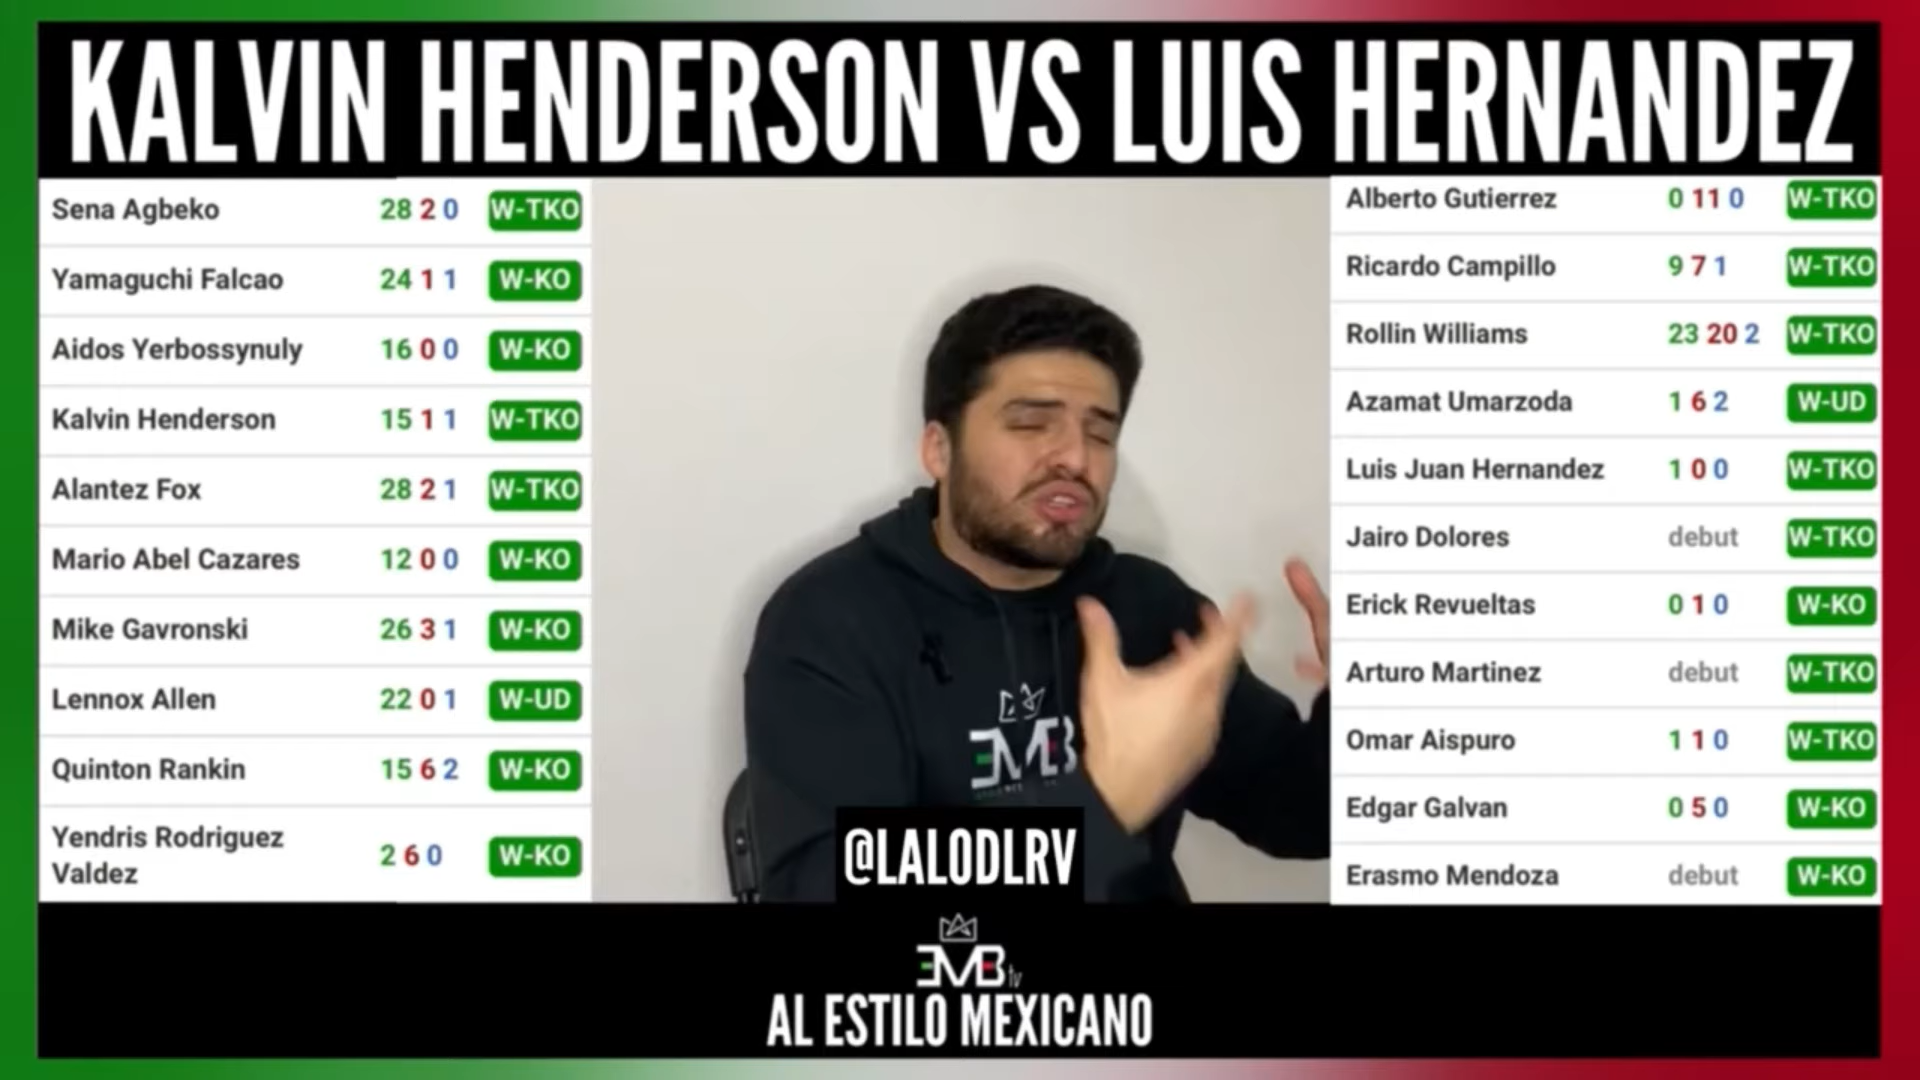 KALVIN HENDERSON VS LUIS HERNANDEZ
Sena Agbeko 28 2 0 W-TKO
Yamaguchi Falcao 24 1 1 W-KO
Aidos Yerbossynuly 16 0 0 W-KO
Kalvin Henderson 15 1 1 W-TKO
Alantez Fox 28 2 1 W-TKO
Mario Abel Cazares 12 0 0 W-KO
Mike Gavronski 26 3 1 W-KO
Lennox Allen 22 0 1 W-UD
Quinton Rankin 15 6 2 W-KO
Yendris Rodriguez
Valdez 2 6 0 W-KO
Alberto Gutierrez 0 11 0 W-TKO
Ricardo Campillo 9 7 1 W-TKO
Rollin Williams 23 20 2 W-TKO
Azamat Umarzoda 1 6 2 W-UD
Luis Juan Hernandez 1 0 0 W-TKO
Jairo Dolores debut W-TKO
Erick Revueltas 0 1 0 W-KO
Arturo Martinez debut W-TKO
Omar Aispuro 1 1 0 W-TKO
Edgar Galvan 0 5 0 W-KO
Erasmo Mendoza debut W-KO
EMB
@LALODLRV
EMB tv
AL ESTILO MEXICANO